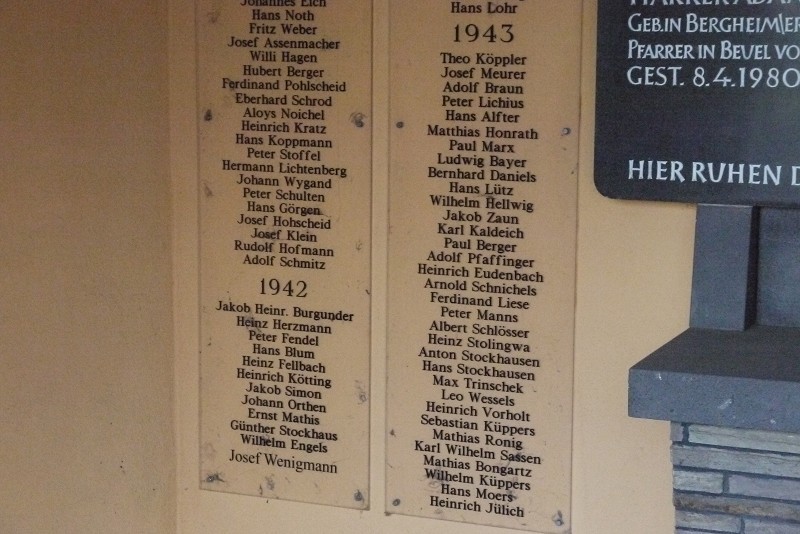 Johannes Eich
Hans Noth
Fritz Weber
Josef Assenmacher
Willi Hagen
Hubert Berger
Ferdinand Pohlscheid
Eberhard Schrod
Aloys Noichel
Heinrich Kratz
Hans Koppmann
Peter Stoffel
Hermann Lichtenberg
Johann Wygand
Peter Schulten
Hans Görgen
Josef Hohscheid
Josef Klein
Rudolf Hofmann
Adolf Schmitz
1942
Jakob Heinr. Burgunder
Heinz Herzmann
Peter Fendel
Hans Blum
Heinz Fellbach
Heinrich Kötting
Jakob Simon
Johann Orthen
Ernst Mathis
Günther Stockhaus
Wilhelm Engels
Josef Wenigmann
Hans Lohr
1943
Theo Köppler
Josef Meurer
Adolf Braun
Peter Lichius
Hans Alfter
Matthias Honrath
Paul Marx
Ludwig Bayer
Bernhard Daniels
Hans Lütz
Wilhelm Hellwig
Jakob Zaun
Karl Kaldeich
Paul Berger
Adolf Pfaffinger
Heinrich Eudenbach
Arnold Schnichels
Ferdinand Liese
Peter Manns
Albert Schlösser
Heinz Stolingwa
Anton Stockhausen
Hans Stockhausen
Max Trinschek
Leo Wessels
Heinrich Vorholt
Sebastian Küppers
Mathias Ronig
Karl Wilhelm Sassen
Mathias Bongartz
Wilhelm Küppers
Hans Moers
Heinrich Jülich
GEB.IN BERGHEIM/ER
PFARRER IN BEUEL VO
GEST. 8.4.1980
HIER RUHEN D